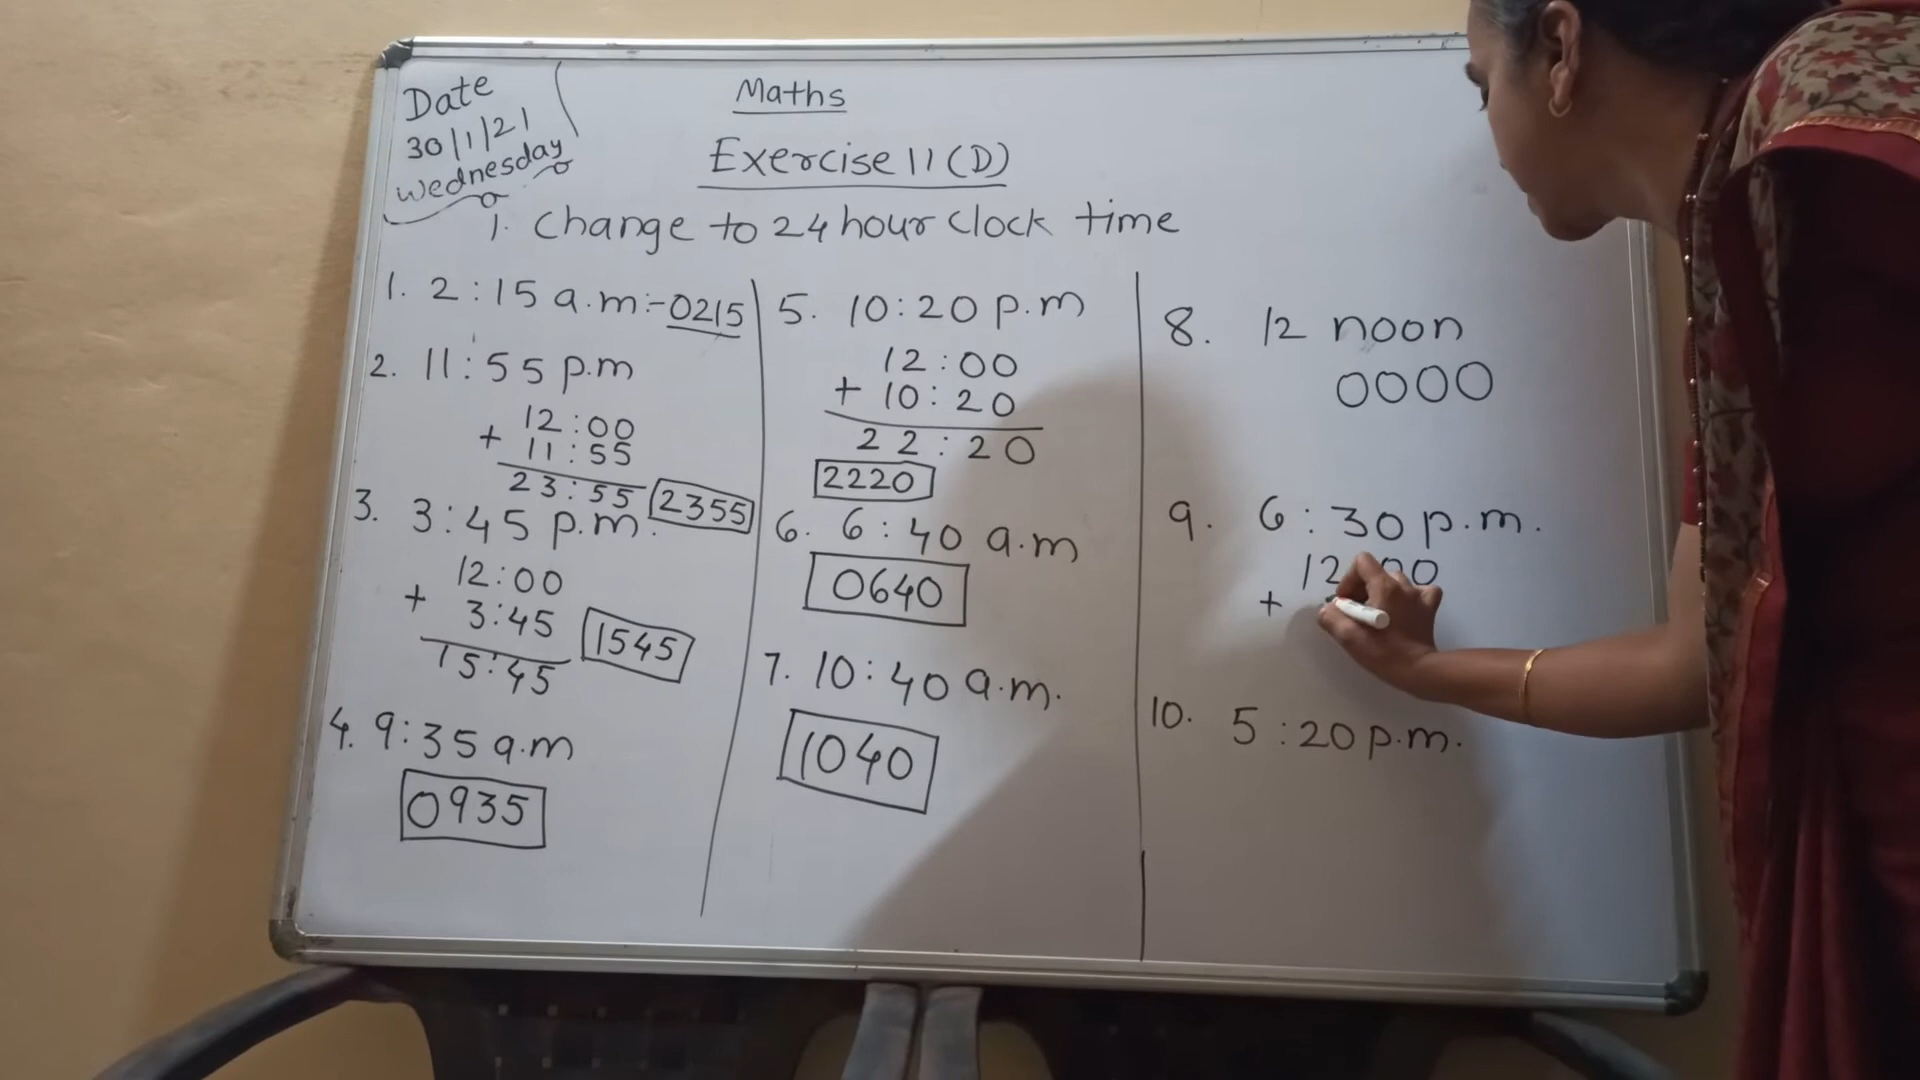 Date
30/1/21
wednesday
Maths
Exercise 11 (D)
1. Change to 24 hour Clock time
1. 2:15 a.m:- 0215
2. 11:55 p.m
12:00
+ 11:55
23:55 2355
3. 3:45 p.m.
12:00
+ 3:45
15:45 1545
4. 9:35 a.m
0935
5. 10:20 p.m
12:00
+ 10:20
22:20
2220
6. 6:40 a.m
0640
7. 10:40 a.m.
1040
8. 12 noon
0000
9. 6:30 p.m.
12 00
+
10. 5:20 p.m.